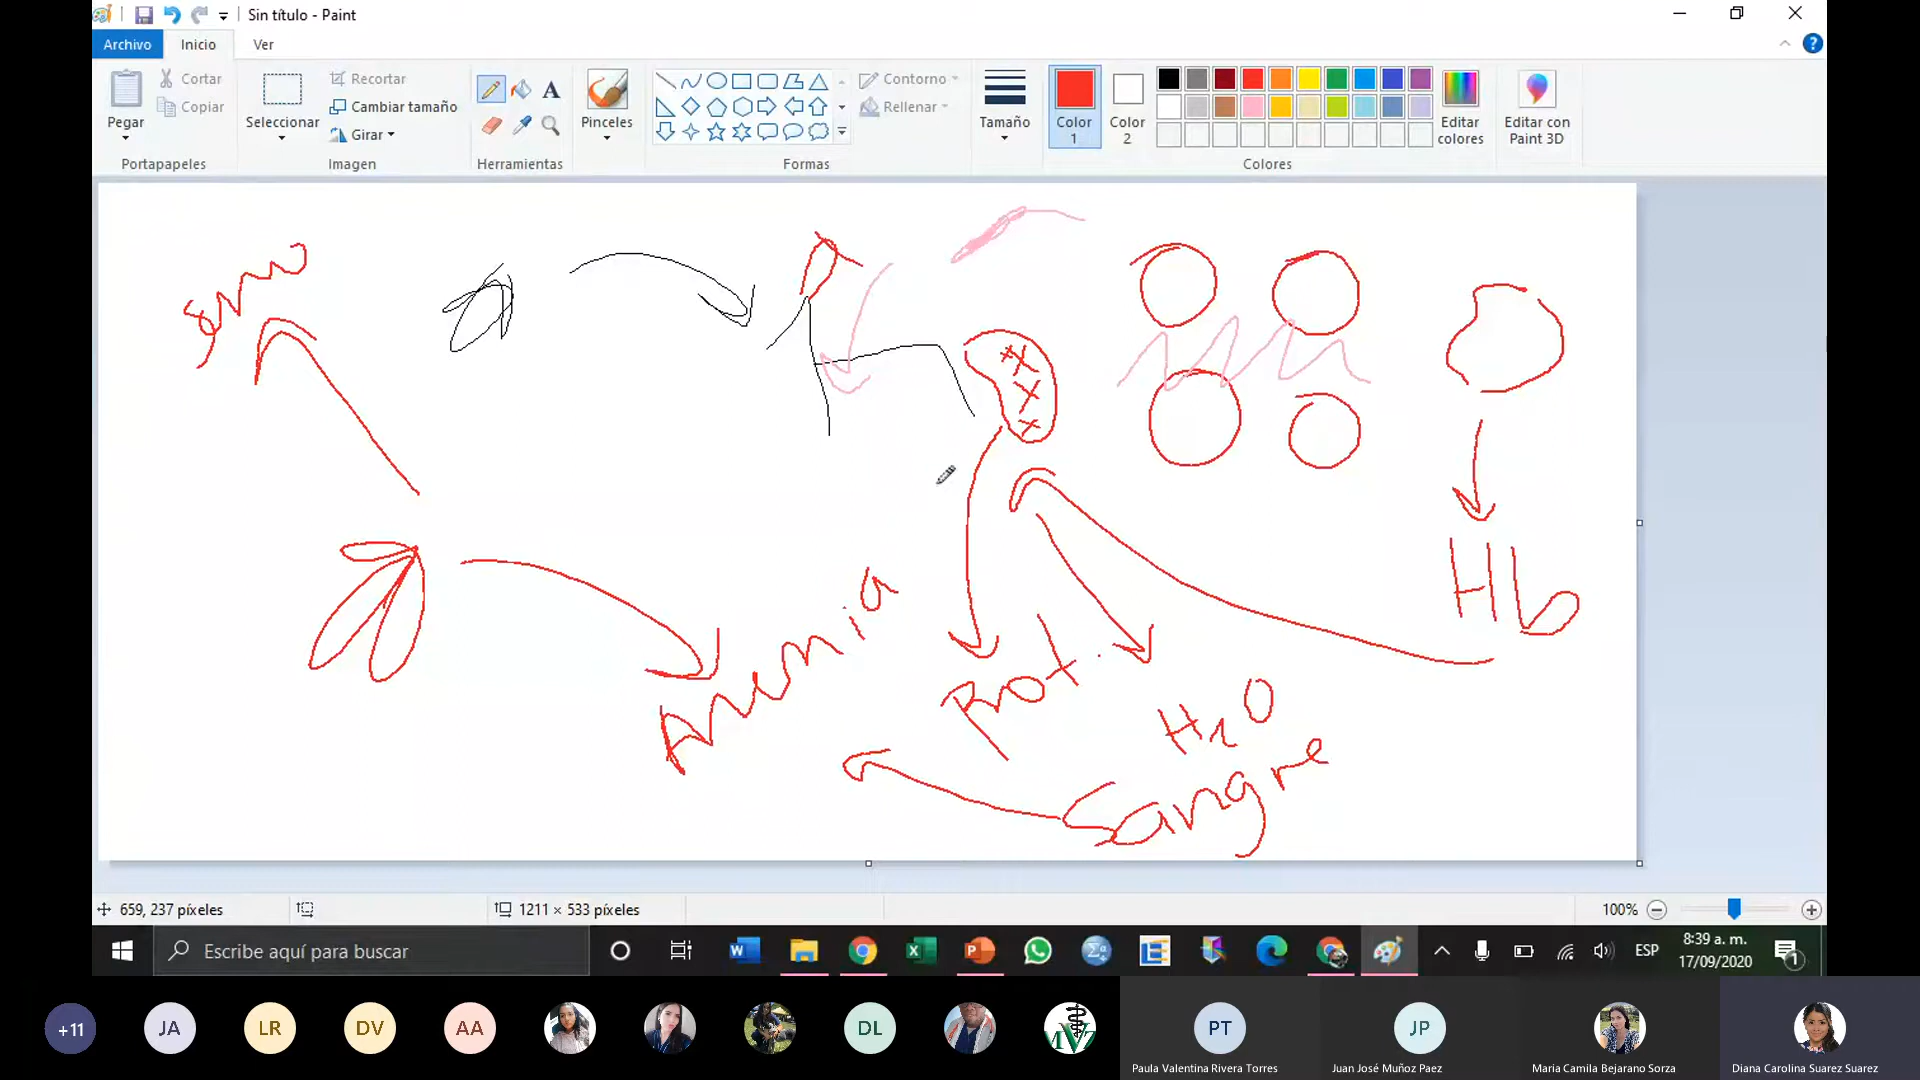 Sin título - Paint
Archivo Inicio Ver
Pegar
Cortar
Copiar
Portapapeles
Seleccionar
Recortar
Cambiar tamaño
Girar
Imagen
A
Herramientas
Pinceles
Contorno
Rellenar
Formas
Tamaño
Color 1
Color 2
Editar colores
Colores
Editar con Paint 3D
xxx
Hb
Anemia
Rot.
H2O
Sangre
659, 237 píxeles
1211 × 533 píxeles
100%
Escribe aquí para buscar
ESP
8:39 a. m.
17/09/2020
1
+11
JA
LR
DV
AA
DL
MVZ
PT
JP
Paula Valentina Rivera Torres
Juan José Muñoz Paez
Maria Camila Bejarano Sorza
Diana Carolina Suarez Suarez